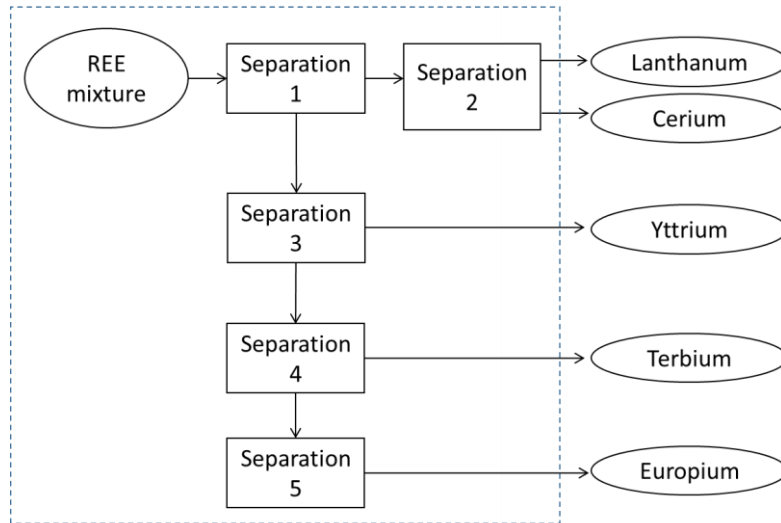 REE
mixture
Separation
1
Separation
2
Lanthanum
Cerium
Separation
3
Yttrium
Separation
4
Terbium
Separation
5
Europium